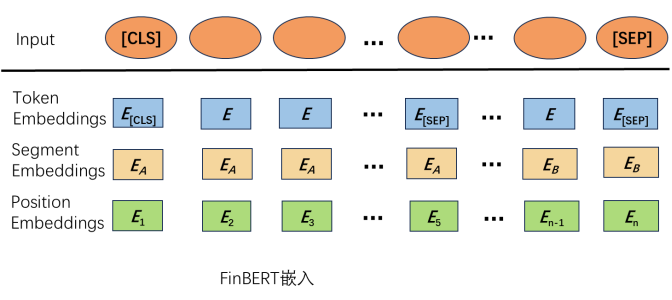 Input [CLS] ... ... [SEP]
Token
Embeddings E[CLS] E E ... E[SEP] ... E E[SEP]
Segment
Embeddings EA EA EA ... EA ... EB EB
Position
Embeddings E1 E2 E3 ... E5 ... En-1 En
FinBERT嵌入